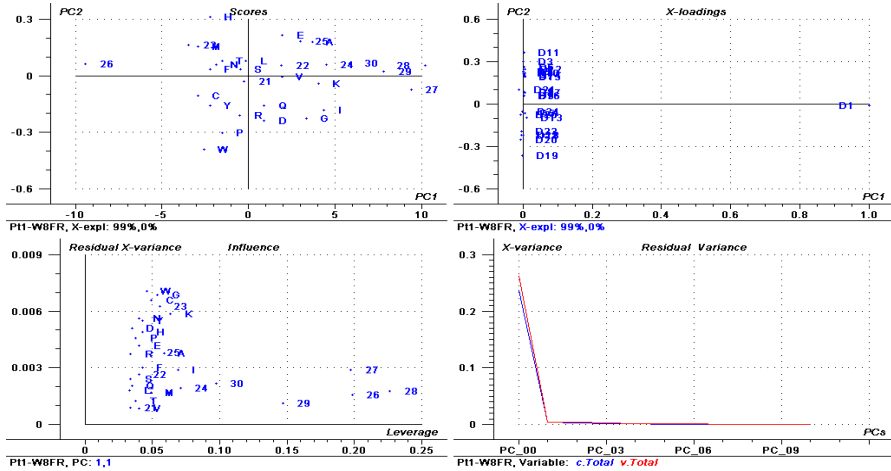 PC2 Scores
0.3
0
-0.3
-0.6
H
E
23 M
25 A
26
N T L
F S
22 24 30 28
29
V
21
K
27
C
Y Q
I
R D G
P
W
PC1
-10 -5 0 5 10
Pt1-W8FR, X-expl: 99%,0%
PC2 X-loadings
0.6
0.3
0
-0.3
-0.6
D11
D3
D1
D13
D20
D19
PC1
0 0.2 0.4 0.6 0.8 1.0
Pt1-W8FR, X-expl: 99%,0%
Residual X-variance Influence
0.009
0.006
0.003
0
W G
C
23
K
N
D
H
P
E
R 25 A
F I
27
22
S
Q 24 30
L M 26 28
T 29
21 V
Leverage
0 0.05 0.10 0.15 0.20 0.25
Pt1-W8FR, PC: 1,1
X-variance Residual Variance
0.3
0.2
0.1
0
PCs
PC_00 PC_03 PC_06 PC_09
Pt1-W8FR, Variable: c.Total v.Total